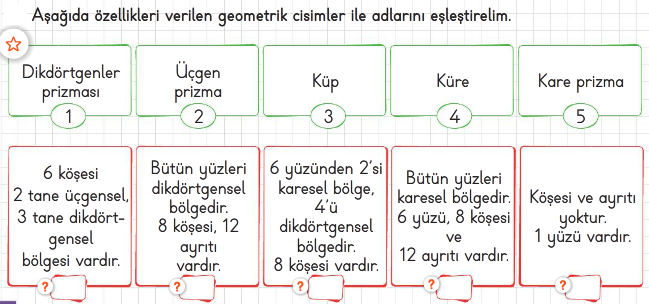 Aşağıda özellikleri verilen geometrik cisimler ile adlarını eşleştirelim.
Dikdörtgenler
prizması
1
Üçgen
prizma
2
Küp
3
Küre
4
Kare prizma
5
6 köşesi
2 tane üçgensel,
3 tane dikdört-
gensel
bölgesi vardır.
?
Bütün yüzleri
dikdörtgensel
bölgedir.
8 köşesi, 12
ayrıtı
vardır.
?
6 yüzünden 2'si
karesel bölge,
4'ü
dikdörtgensel
bölgedir.
8 köşesi vardır.
?
Bütün yüzleri
karesel bölgedir.
6 yüzü, 8 köşesi
ve
12 ayrıtı vardır.
?
Köşesi ve ayrıtı
yoktur.
1 yüzü vardır.
?